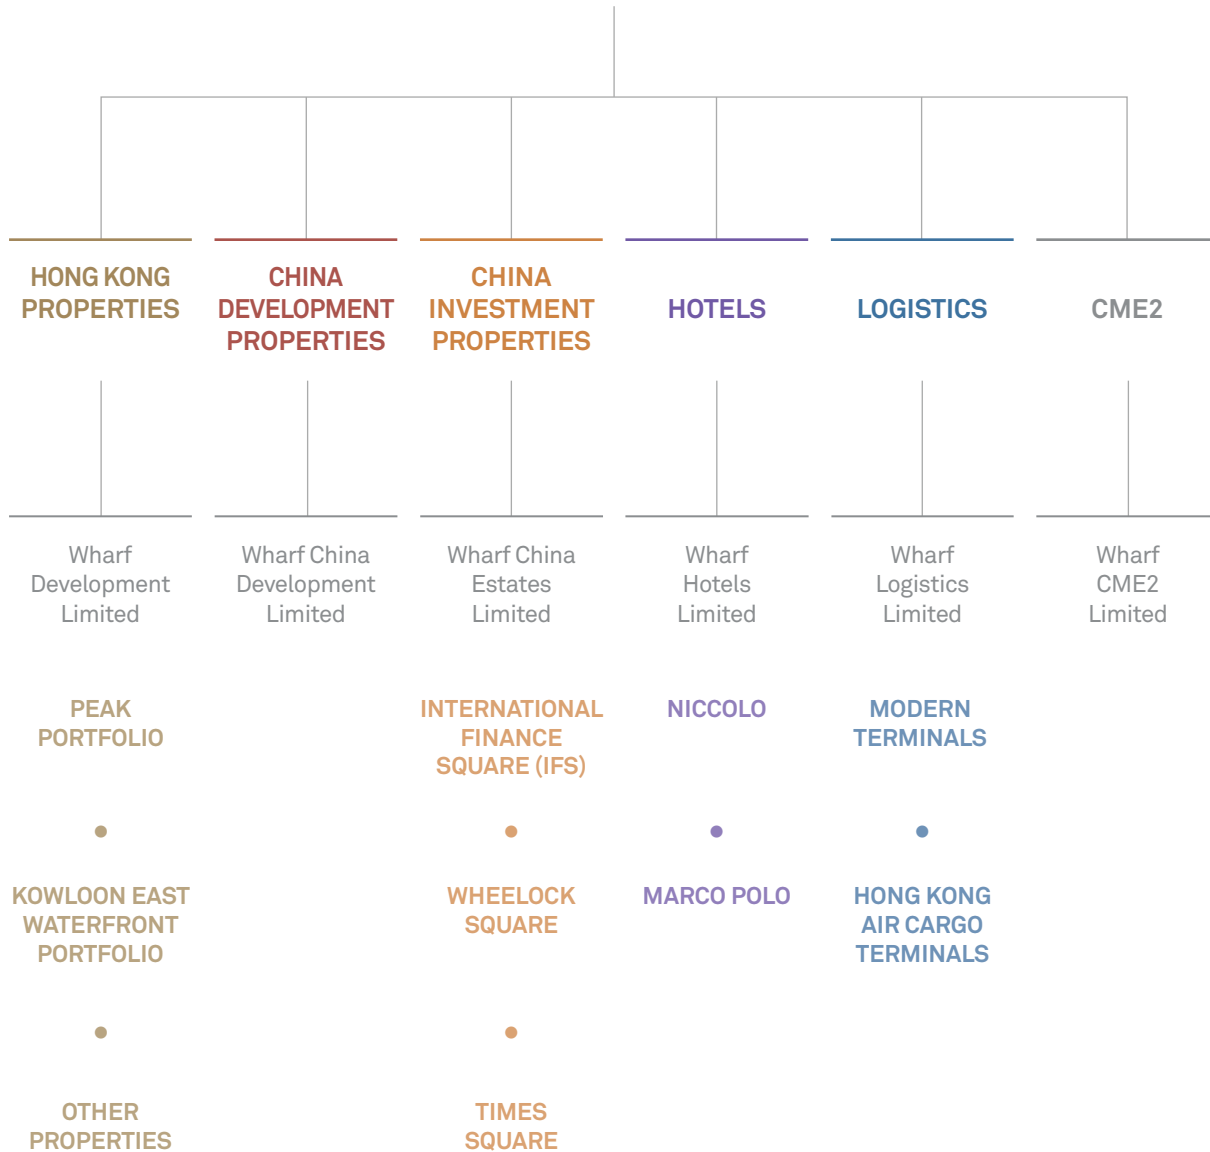 HONG KONG
PROPERTIES
CHINA
DEVELOPMENT
PROPERTIES
CHINA
INVESTMENT
PROPERTIES
HOTELS
LOGISTICS
CME2
Wharf
Development
Limited
Wharf China
Development
Limited
Wharf China
Estates
Limited
Wharf
Hotels
Limited
Wharf
Logistics
Limited
Wharf
CME2
Limited
PEAK
PORTFOLIO
INTERNATIONAL
FINANCE
SQUARE (IFS)
NICCOLO
MODERN
TERMINALS
KOWLOON EAST
WATERFRONT
PORTFOLIO
WHEELOCK
SQUARE
MARCO POLO
HONG KONG
AIR CARGO
TERMINALS
OTHER
PROPERTIES
TIMES
SQUARE